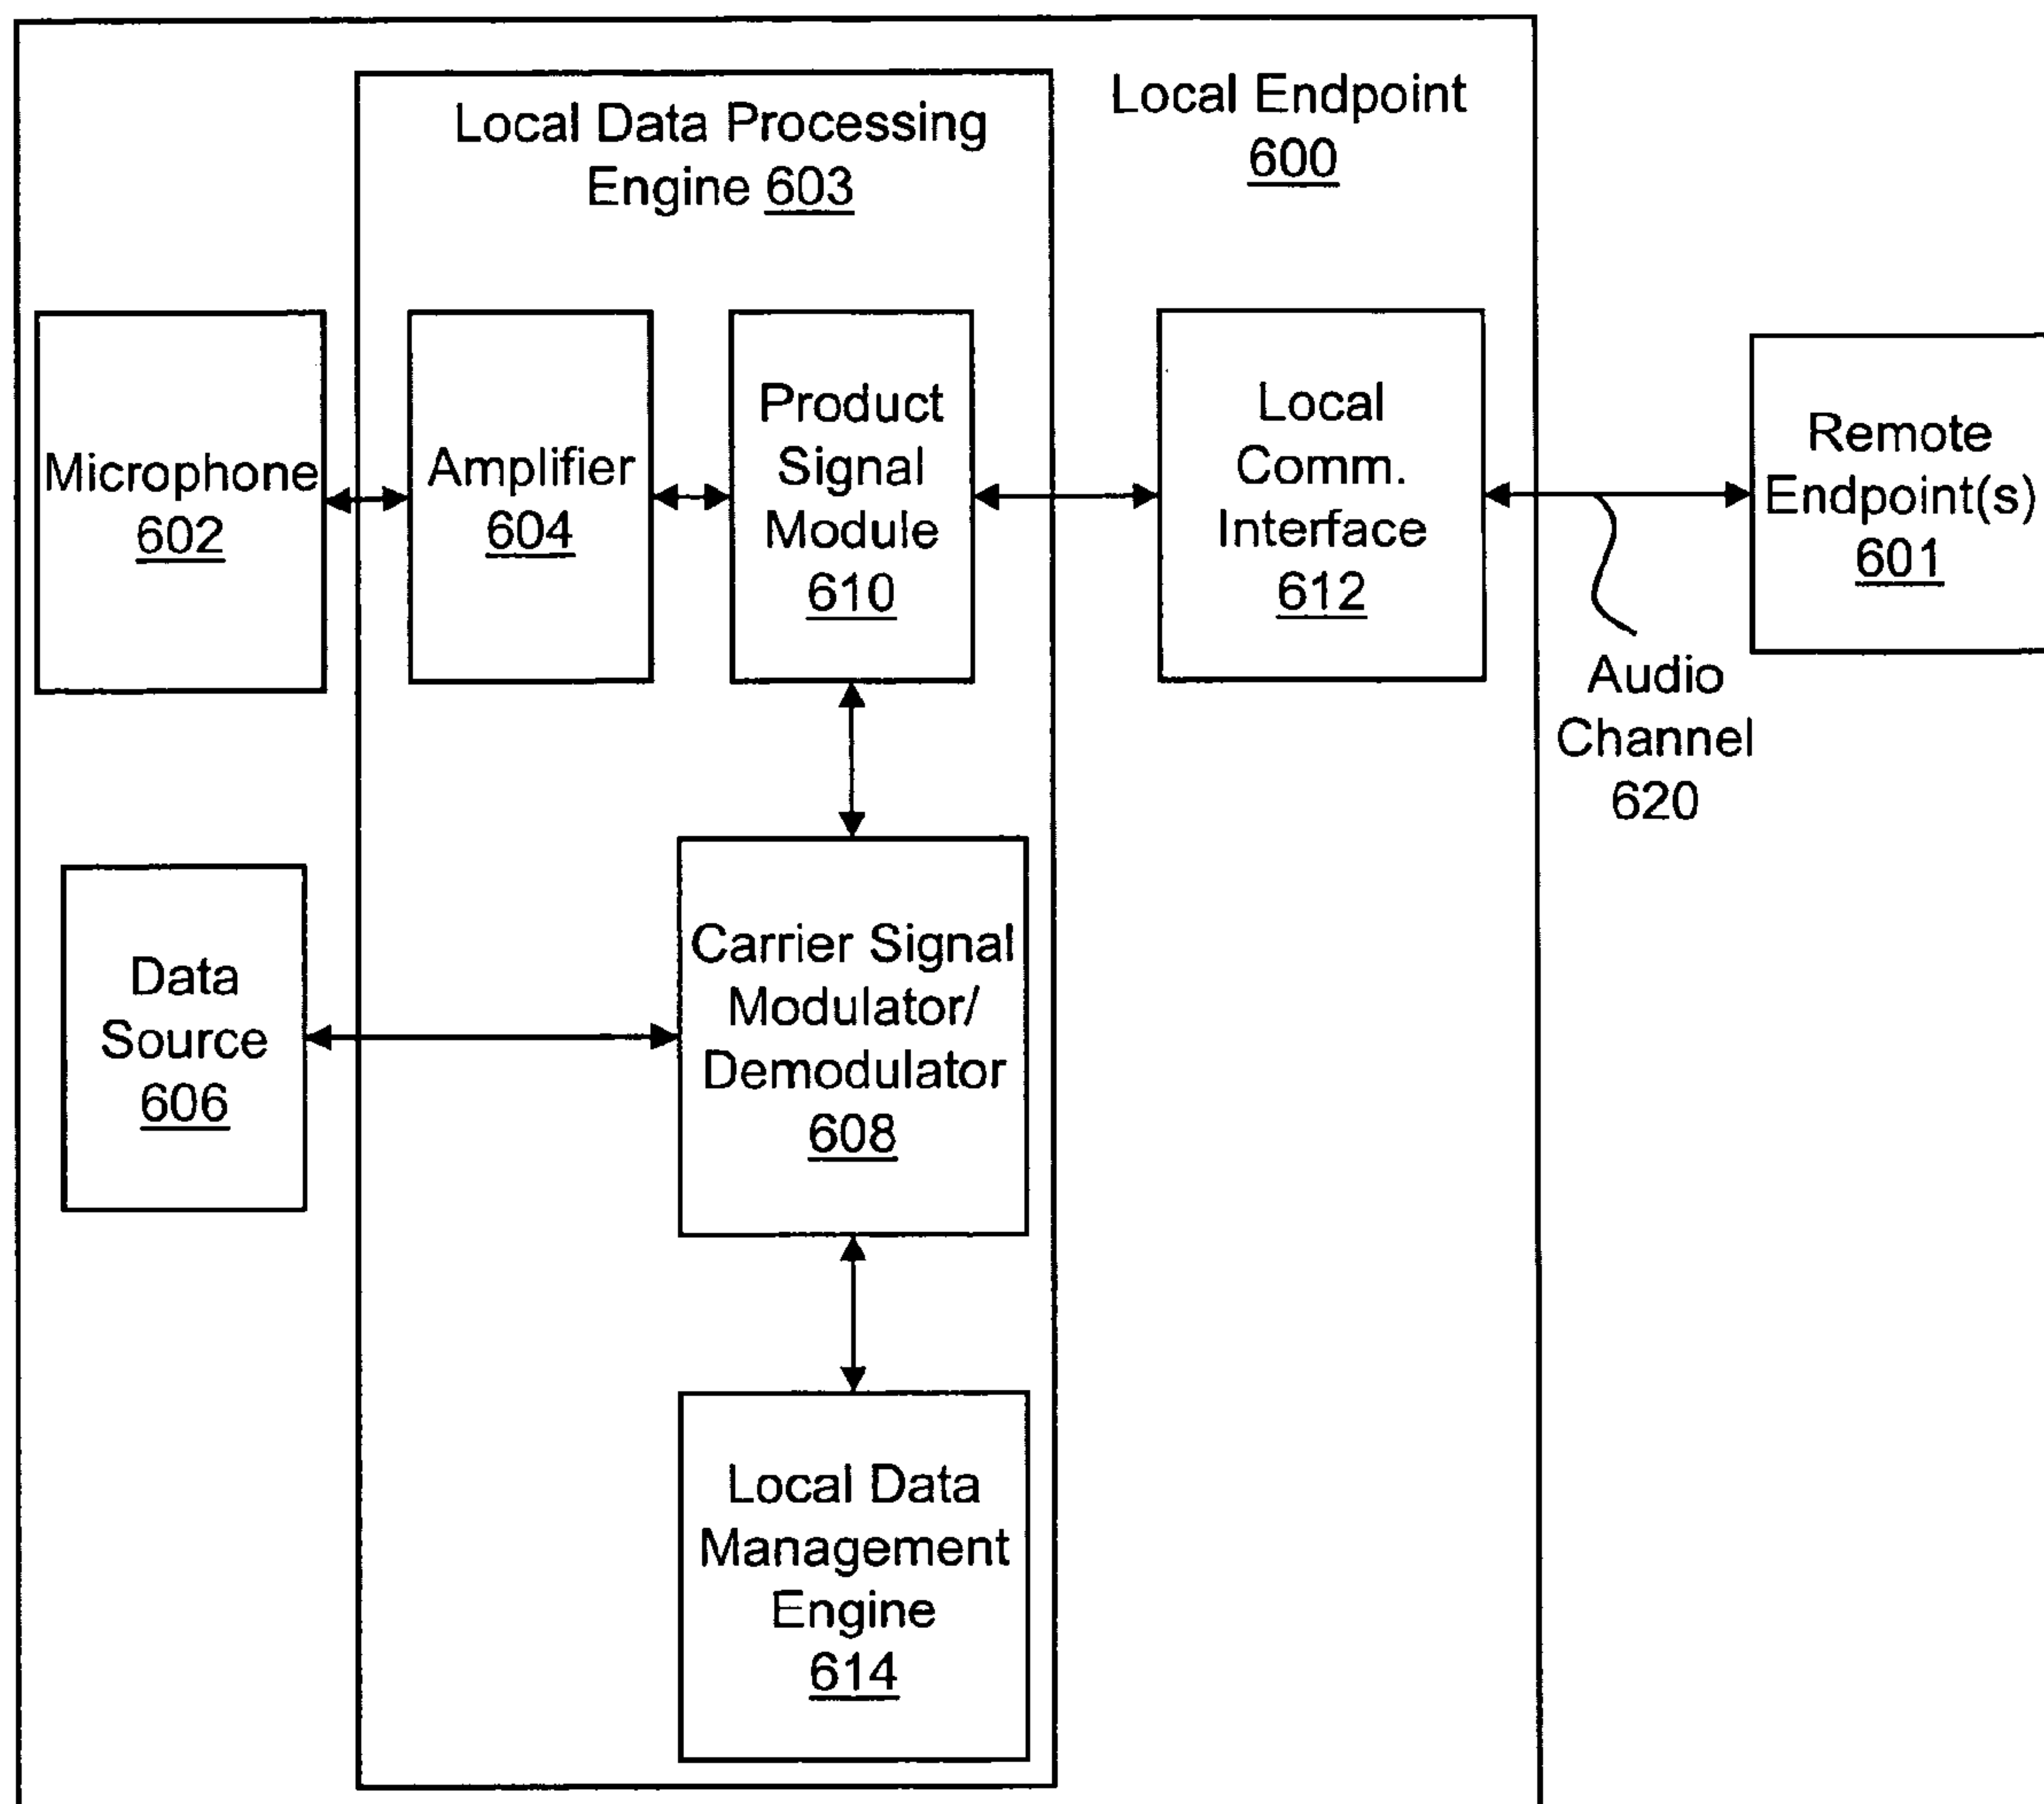 Local Data Processing
Engine 603
Local Endpoint
600
Microphone
602
Amplifier
604
Product
Signal
Module
610
Local
Comm.
Interface
612
Remote
Endpoint(s)
601
Audio
Channel
620
Data
Source
606
Carrier Signal
Modulator/
Demodulator
608
Local Data
Management
Engine
614